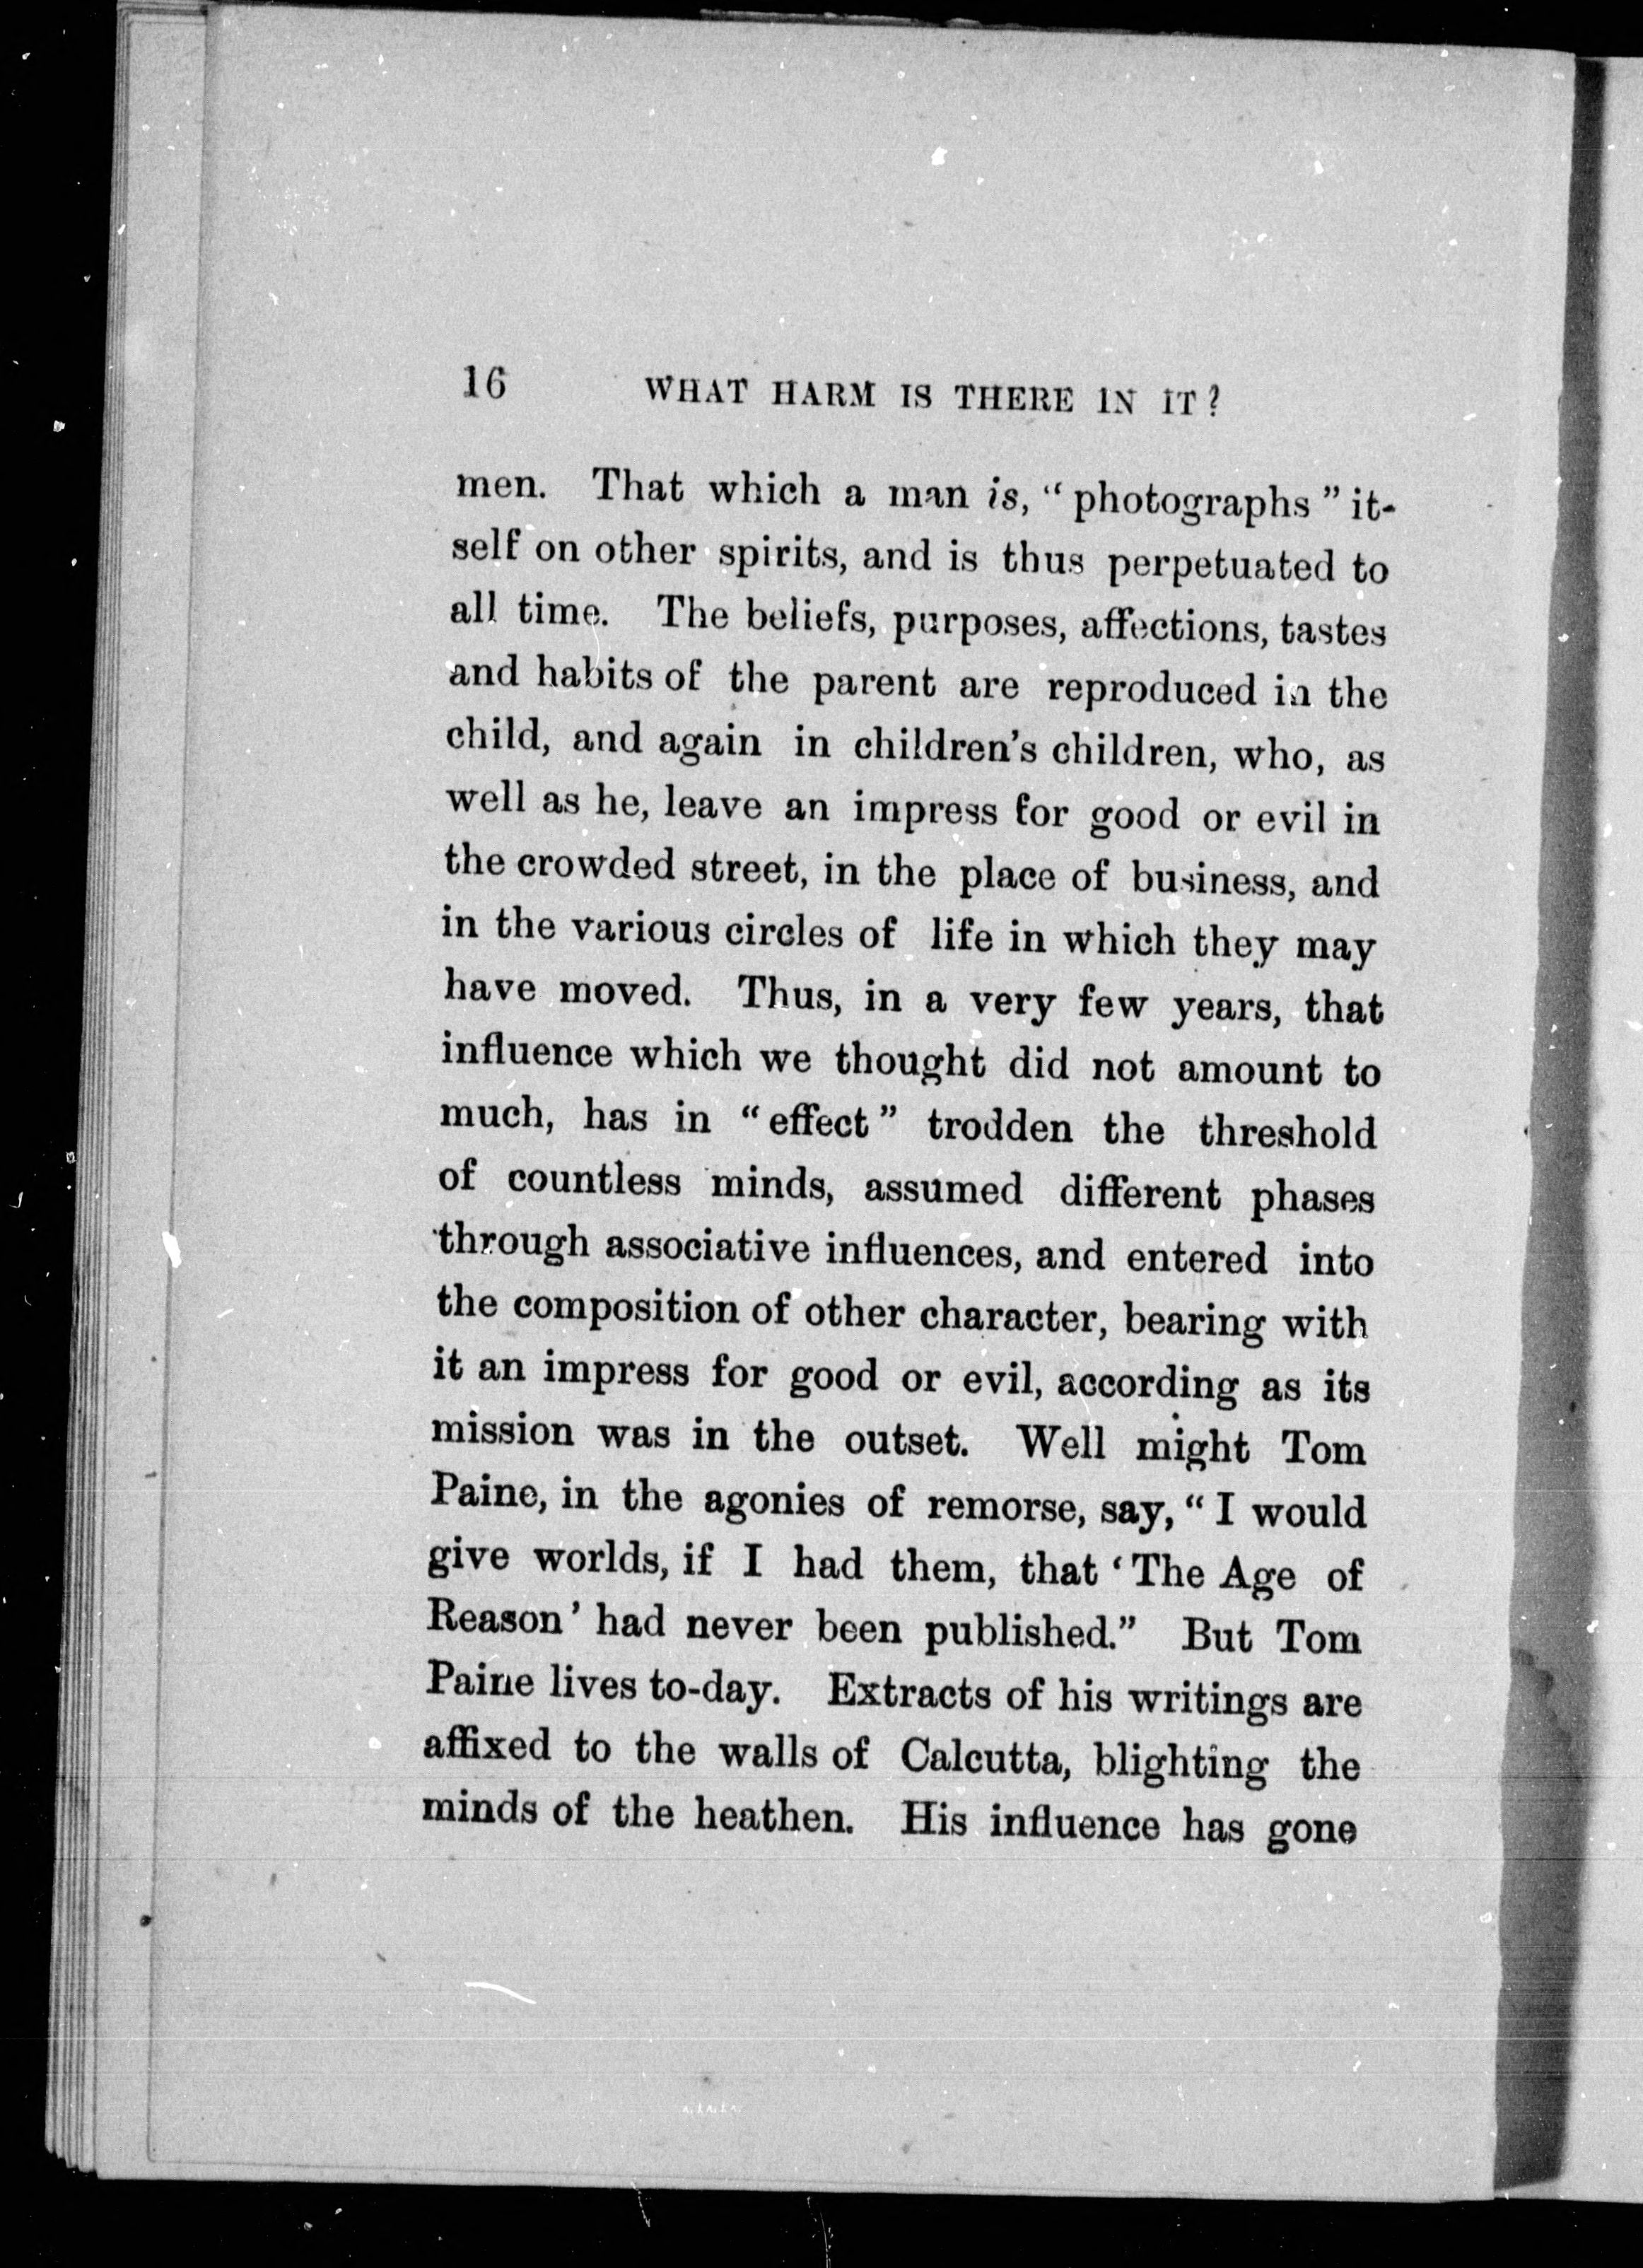 16 WHAT HARM IS THERE IN IT?
men. That which a man is, "photographs" it-
self on other spirits, and is thus perpetuated to
all time. The beliefs, purposes, affections, tastes
and habits of the parent are reproduced in the
child, and again in children's children, who, as
well as he, leave an impress for good or evil in
the crowded street, in the place of business, and
in the various circles of life in which they may
have moved. Thus, in a very few years, that
influence which we thought did not amount to
much, has in "effect" trodden the threshold
of countless minds, assumed different phases
through associative influences, and entered into
the composition of other character, bearing with
it an impress for good or evil, according as its
mission was in the outset. Well might Tom
Paine, in the agonies of remorse, say, "I would
give worlds, if I had them, that 'The Age of
Reason' had never been published." But Tom
Paine lives to-day. Extracts of his writings are
affixed to the walls of Calcutta, blighting the
minds of the heathen. His influence has gone